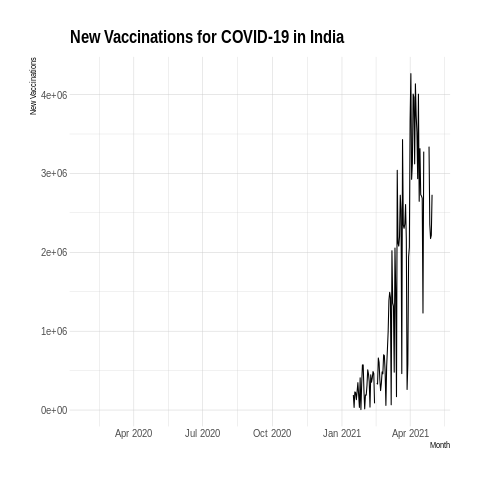 New Vaccinations for COVID-19 in India
New Vaccinations
4e+06
3e+06
2e+06
1e+06
0e+00
Apr 2020
Jul 2020
Oct 2020
Jan 2021
Apr 2021
Month